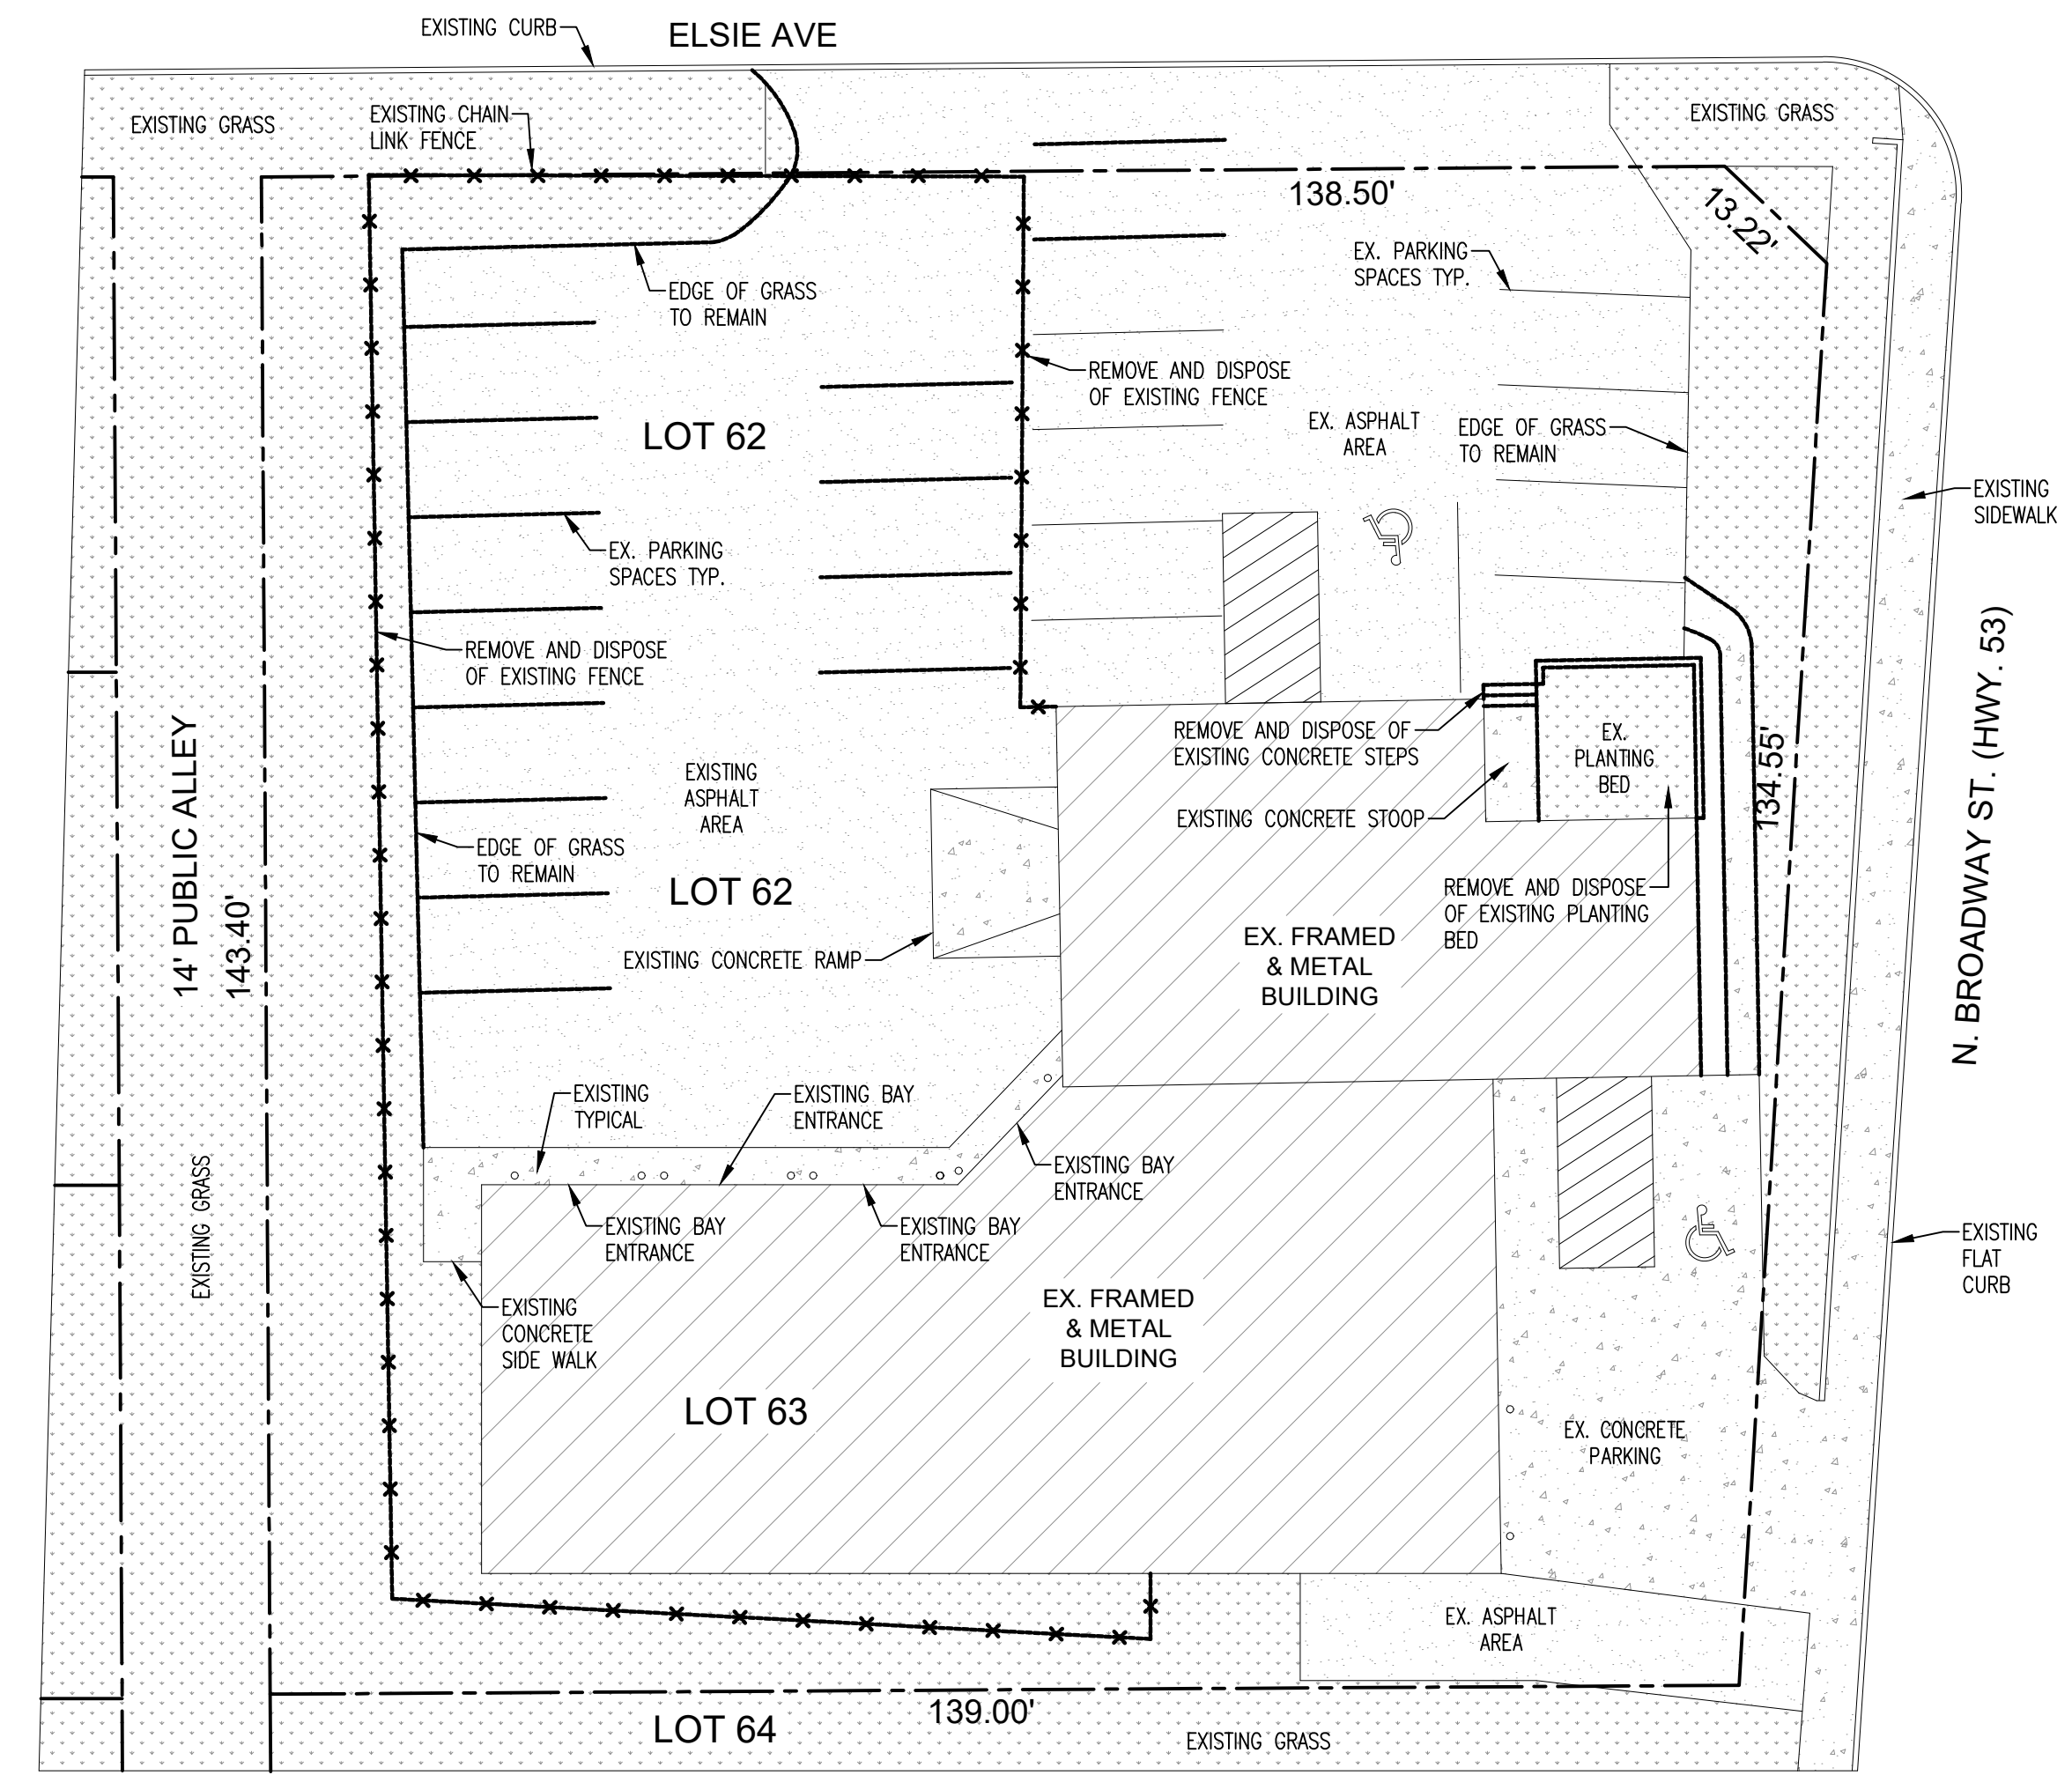 EXISTING CURB
ELSIE AVE
EXISTING GRASS
EXISTING CHAIN
LINK FENCE
EXISTING GRASS
138.50'
13.22'
EX. PARKING
SPACES TYP.
EDGE OF GRASS
TO REMAIN
REMOVE AND DISPOSE
OF EXISTING FENCE
LOT 62
EX. ASPHALT
AREA
EDGE OF GRASS
TO REMAIN
EXISTING
SIDEWALK
EX. PARKING
SPACES TYP.
REMOVE AND DISPOSE
OF EXISTING FENCE
N. BROADWAY ST. (HWY. 53)
14' PUBLIC ALLEY
143.40'
REMOVE AND DISPOSE OF
EXISTING CONCRETE STEPS
EX.
PLANTING
BED
134.55'
EXISTING
ASPHALT
AREA
EXISTING CONCRETE STOOP
EDGE OF GRASS
TO REMAIN
LOT 62
REMOVE AND DISPOSE
OF EXISTING PLANTING
BED
EXISTING CONCRETE RAMP
EX. FRAMED
& METAL
BUILDING
EXISTING
TYPICAL
EXISTING BAY
ENTRANCE
EXISTING BAY
ENTRANCE
EXISTING GRASS
EXISTING BAY
ENTRANCE
EXISTING BAY
ENTRANCE
EXISTING
FLAT
CURB
EXISTING
CONCRETE
SIDE WALK
EX. FRAMED
& METAL
BUILDING
LOT 63
EX. CONCRETE
PARKING
EX. ASPHALT
AREA
139.00'
LOT 64
EXISTING GRASS